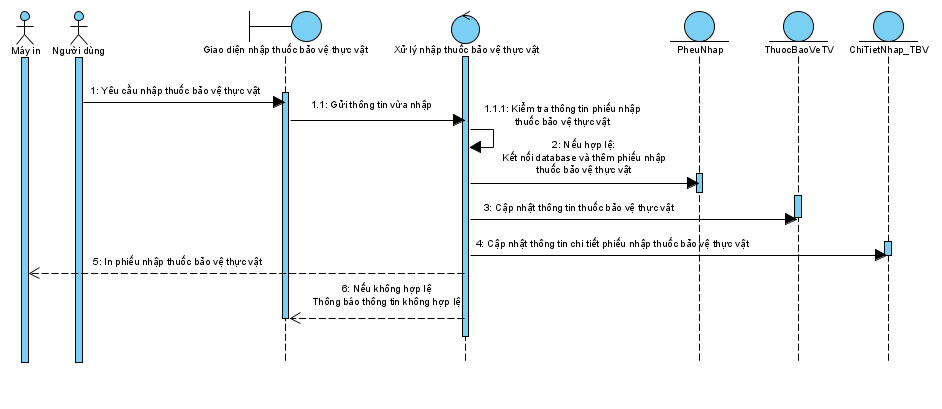 Máy in
Người dùng
Giao diện nhập thuốc bảo vệ thực vật
Xử lý nhập thuốc bảo vệ thực vật
PheuNhap
ThuocBaoVeTV
ChiTietNhap_TBV
1: Yêu cầu nhập thuốc bảo vệ thực vật
1.1: Gửi thông tin vừa nhập
1.1.1: Kiểm tra thông tin phiếu nhập
thuốc bảo vệ thực vật
2: Nếu hợp lệ:
Kết nối database và thêm phiếu nhập
thuốc bảo vệ thực vật
3: Cập nhật thông tin thuốc bảo vệ thực vật
4: Cập nhật thông tin chi tiết phiếu nhập thuốc bảo vệ thực vật
5: In phiếu nhập thuốc bảo vệ thực vật
6: Nếu không hợp lệ
Thông báo thông tin không hợp lệ